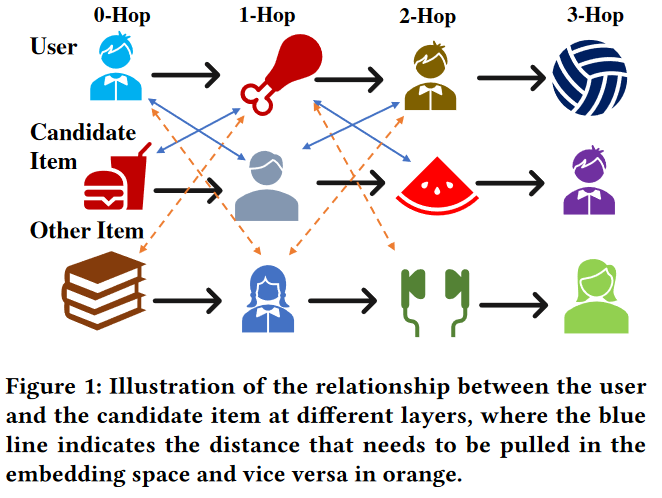 0-Hop 1-Hop 2-Hop 3-Hop
User
Candidate
Item
Other Item
Figure 1: Illustration of the relationship between the user
and the candidate item at different layers, where the blue
line indicates the distance that needs to be pulled in the
embedding space and vice versa in orange.